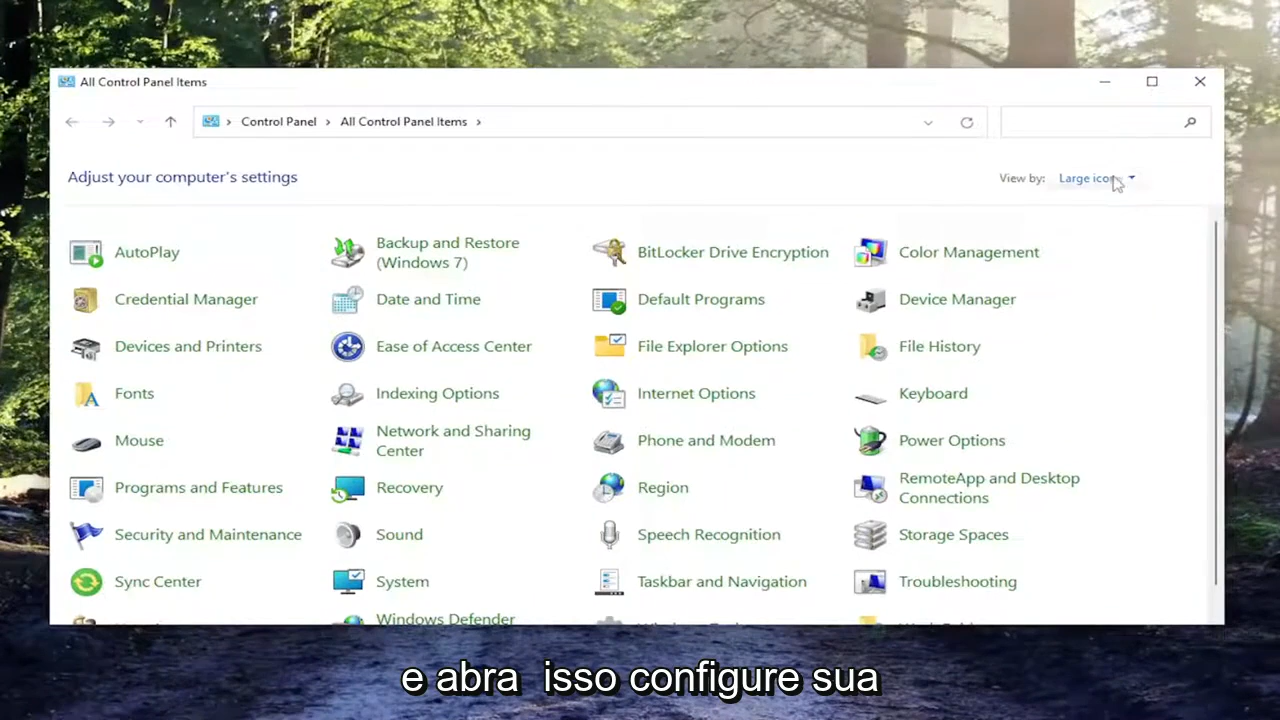 All Control Panel Items
Control Panel > All Control Panel Items >
Adjust your computer's settings
View by: Large icons
AutoPlay
Backup and Restore
(Windows 7)
BitLocker Drive Encryption
Color Management
Credential Manager
Date and Time
Default Programs
Device Manager
Devices and Printers
Ease of Access Center
File Explorer Options
File History
Fonts
Indexing Options
Internet Options
Keyboard
Mouse
Network and Sharing
Center
Phone and Modem
Power Options
Programs and Features
Recovery
Region
RemoteApp and Desktop
Connections
Security and Maintenance
Sound
Speech Recognition
Storage Spaces
Sync Center
System
Taskbar and Navigation
Troubleshooting
Windows Defender
e abra isso configure sua